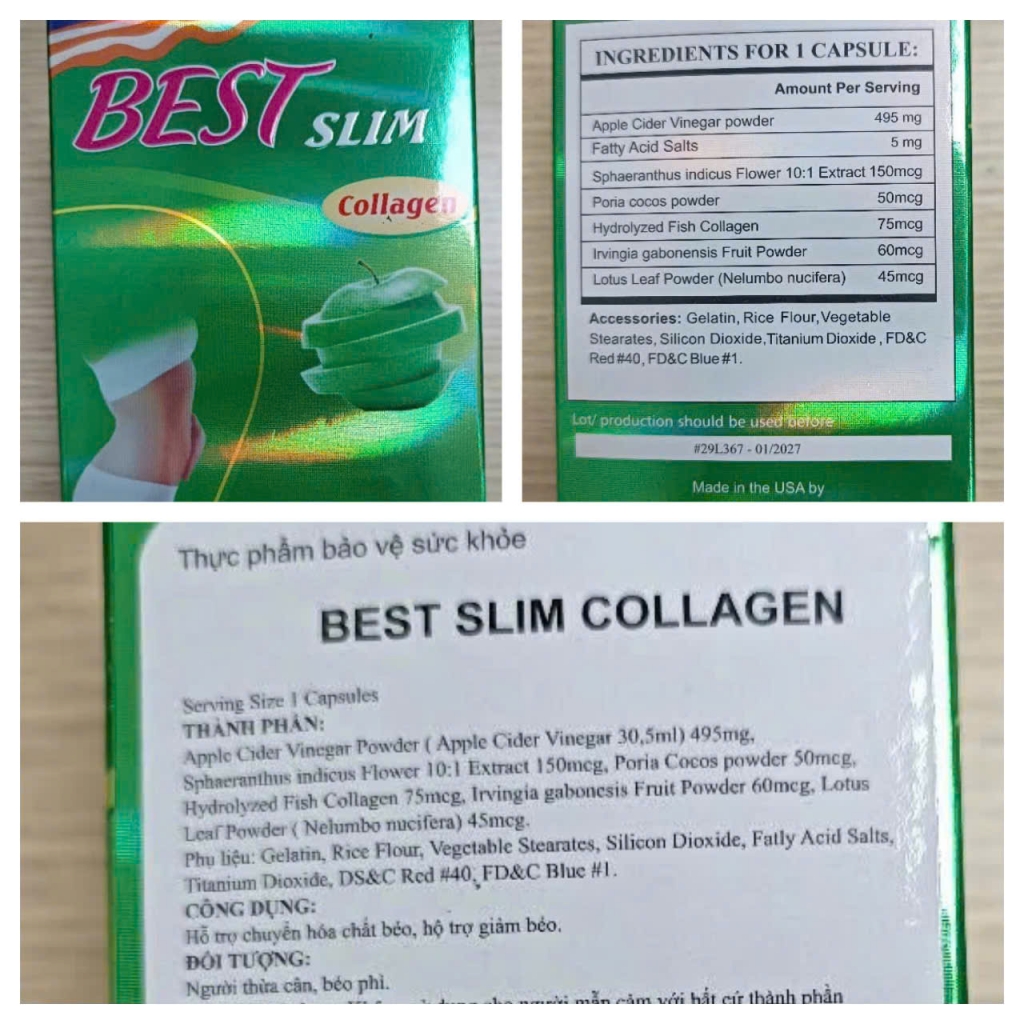 BEST SLIM
Collagen
INGREDIENTS FOR 1 CAPSULE:
Amount Per Serving
Apple Cider Vinegar powder 495 mg
Fatty Acid Salts 5 mg
Sphaeranthus indicus Flower 10:1 Extract 150mcg
Poria cocos powder 50mcg
Hydrolyzed Fish Collagen 75mcg
Irvingia gabonensis Fruit Powder 60mcg
Lotus Leaf Powder (Nelumbo nucifera) 45mcg
Accessories: Gelatin, Rice Flour, Vegetable
Stearates, Silicon Dioxide, Titanium Dioxide , FD&C
Red #40, FD&C Blue #1.
Lot/ production should be used before
#29L367 - 01/2027
Made in the USA by
Thực phẩm bảo vệ sức khỏe
BEST SLIM COLLAGEN
Serving Size 1 Capsules
THÀNH PHẦN:
Apple Cider Vinegar Powder ( Apple Cider Vinegar 30,5ml) 495mg,
Sphaeranthus indicus Flower 10:1 Extract 150mcg, Poria Cocos powder 50mcg,
Hydrolyzed Fish Collagen 75mcg, Irvingia gabonesis Fruit Powder 60mcg, Lotus
Leaf Powder ( Nelumbo nucifera) 45mcg.
Phụ liệu: Gelatin, Rice Flour, Vegetable Stearates, Silicon Dioxide, Fatly Acid Salts,
Titanium Dioxide, DS&C Red #40, FD&C Blue #1.
CÔNG DỤNG:
Hỗ trợ chuyển hóa chất béo, hộ trợ giảm béo.
ĐỐI TƯỢNG:
Người thừa cân, béo phì.
người mẫn cảm với bất cứ thành phần